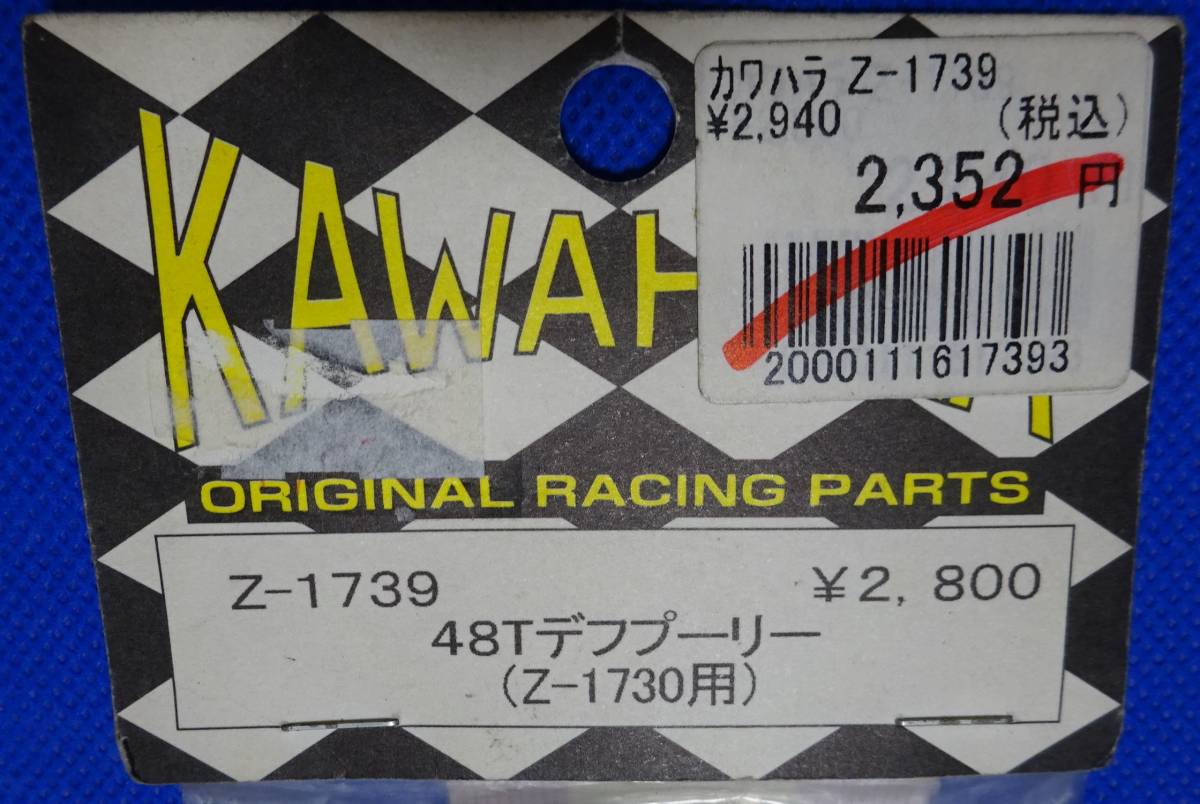 カワハラ Z-1739
¥2,940 (税込)
2,352 円
2000111617393
KAWAH
ORIGINAL RACING PARTS
Z-1739 ¥2, 800
48Tデフプーリー
(Z-1730用)